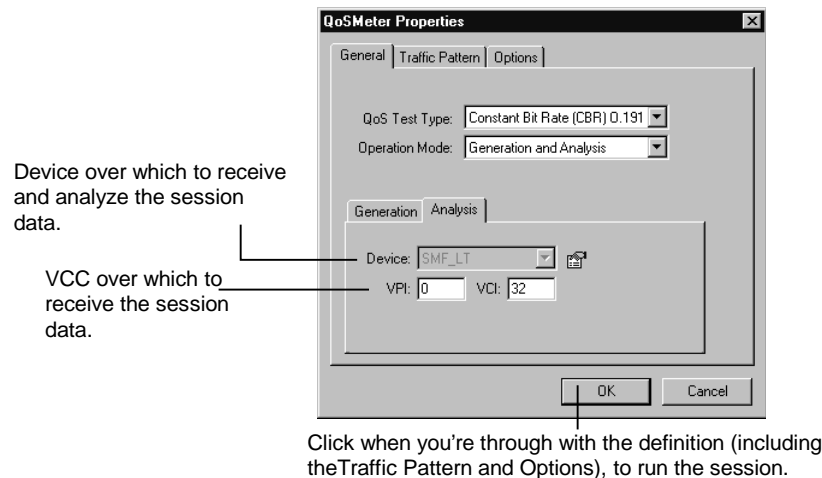 QoSMeter Properties
General Traffic Pattern Options
QoS Test Type: Constant Bit Rate (CBR) O.191
Operation Mode: Generation and Analysis
Device over which to receive
and analyze the session
data.
Generation Analysis
Device: SMF_LT
VPI: 0 VCI: 32
VCC over which to
receive the session
data.
OK Cancel
Click when you're through with the definition (including
theTraffic Pattern and Options), to run the session.